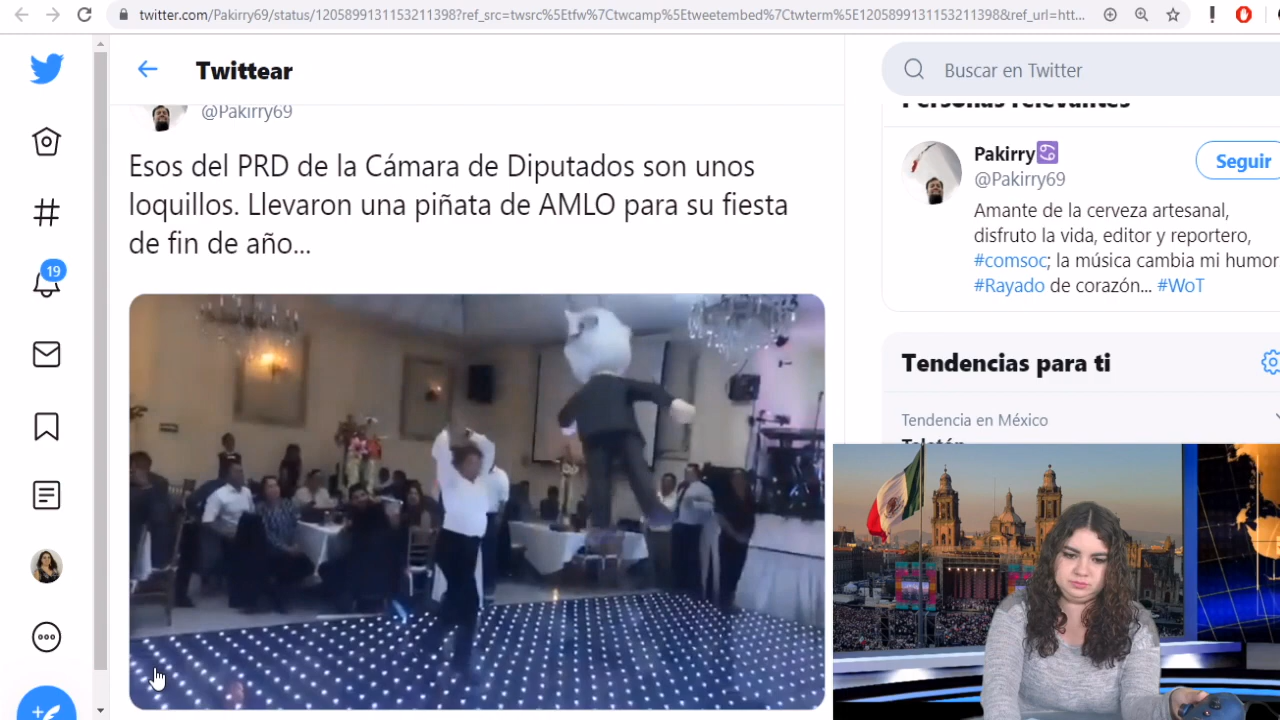 twitter.com/Pakirry69/status/1205899131153211398?ref_src=twsrc%5Etfw%7Ctwcamp%5Etweetembed%7Ctwterm%5E1205899131153211398&ref_url=htt...
Twittear
@Pakirry69
Esos del PRD de la Cámara de Diputados son unos
loquillos. Llevaron una piñata de AMLO para su fiesta
de fin de año...
19
Buscar en Twitter
Personas relevantes
Pakirry
@Pakirry69
Seguir
Amante de la cerveza artesanal,
disfruto la vida, editor y reportero,
#comsoc; la música cambia mi humor
#Rayado de corazón... #WoT
Tendencias para ti
Tendencia en México
Teletón